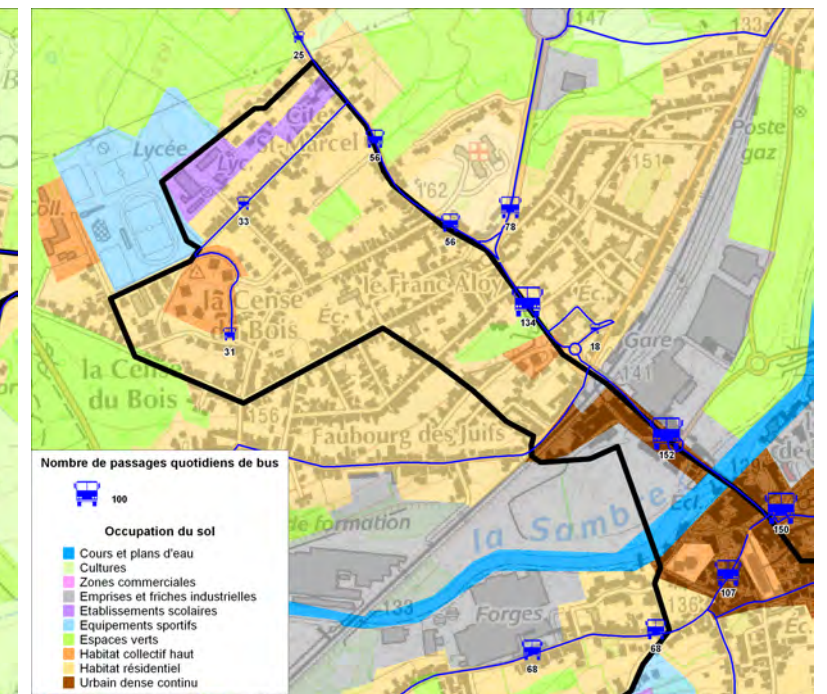 147
133
25
Lycée
Lyc.
Cité
St-Marcel
Poste
gaz
56
151
162
Coll.
33
56
78
le Franc Aloy
la Cense
du Bois
Éc.
134
Éc.
18
Gare
31
141
la Cense
du Bois
156
Faubourg des Juifs
152
Nombre de passages quotidiens de bus
100
Occupation du sol
Cours et plans d'eau
Cultures
Zones commerciales
Emprises et friches industrielles
Etablissements scolaires
Equipements sportifs
Espaces verts
Habitat collectif haut
Habitat résidentiel
Urbain dense continu
de formation
la Sambre
Écl.
150
107
133
Forges
136
68
68
Éc.